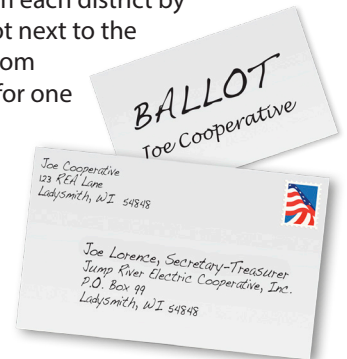 n each district by
ot next to the
om
for one
BALLOT
Joe Cooperative
Joe Cooperative
123 REA Lane
Ladysmith, WI 54848
Joe Lorence, Secretary-Treasurer
Jump River Electric Cooperative, Inc.
P.O. Box 99
Ladysmith, WI 54848